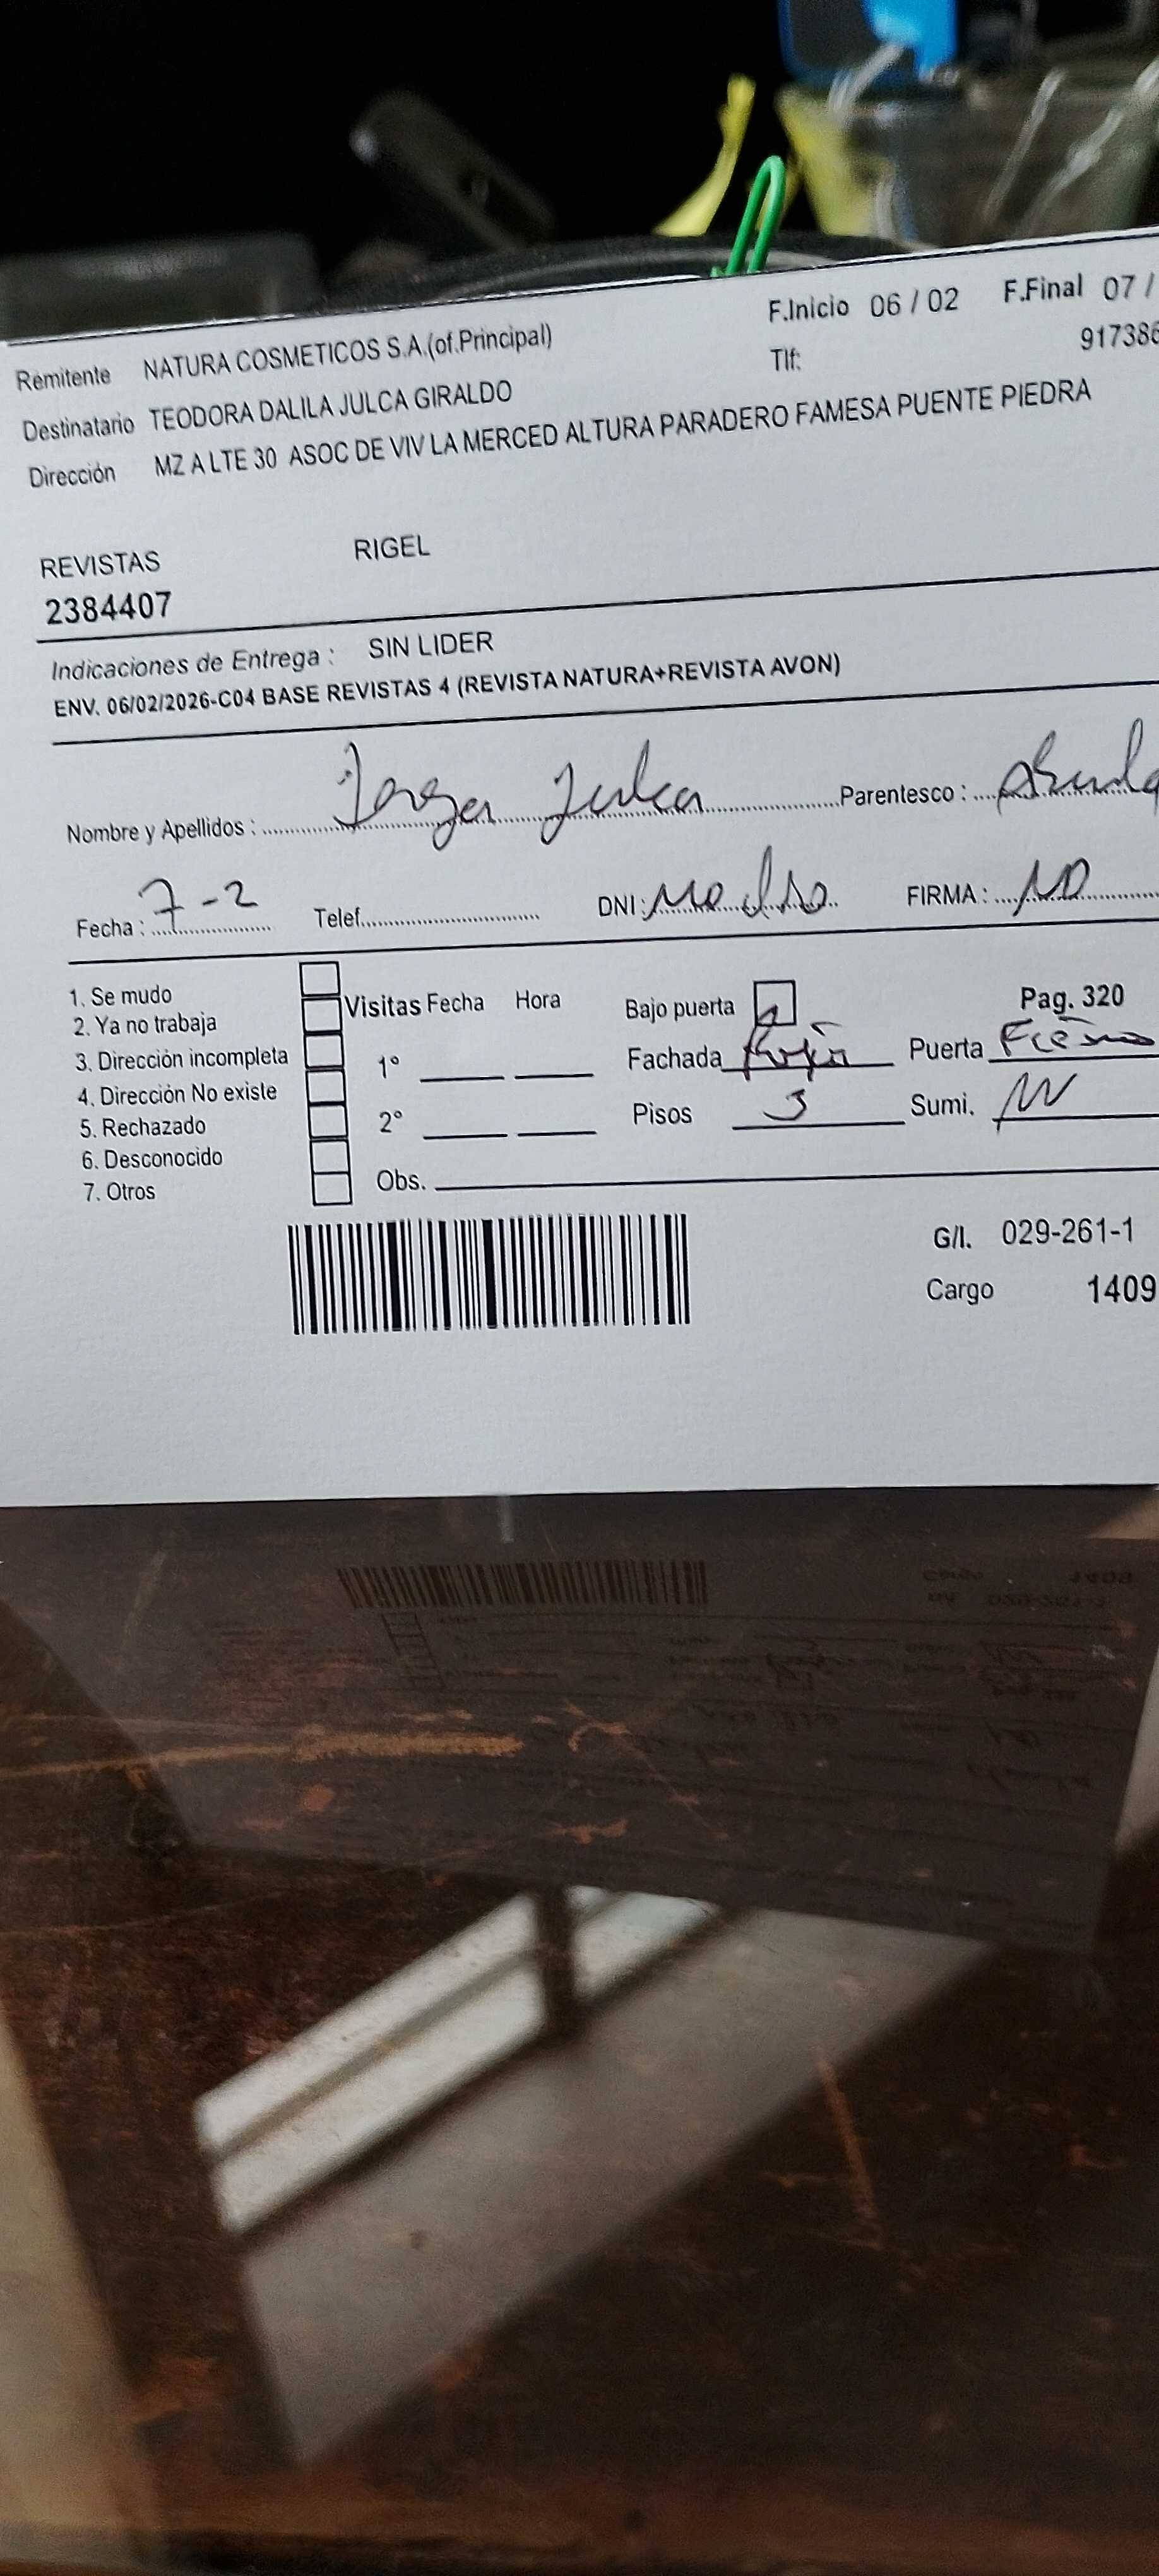 F.Inicio 06 / 02 F.Final 07 /
Remitente NATURA COSMETICOS S.A.(of.Principal)
Tlf: 917386
Destinatario TEODORA DALILA JULCA GIRALDO
Dirección MZ A LTE 30 ASOC DE VIV LA MERCED ALTURA PARADERO FAMESA PUENTE PIEDRA
REVISTAS RIGEL
2384407
Indicaciones de Entrega : SIN LIDER
ENV. 06/02/2026-C04 BASE REVISTAS 4 (REVISTA NATURA+REVISTA AVON)
Nombre y Apellidos : Julca Parentesco :
Fecha : 7-2 Telef. DNI: NO FIRMA : NO
1. Se mudo
2. Ya no trabaja
3. Dirección incompleta
4. Dirección No existe
5. Rechazado
6. Desconocido
7. Otros
Visitas Fecha Hora
1°
2°
Obs.
Bajo puerta Pag. 320
Fachada Puerta
Pisos 3 Sumi.
G/I. 029-261-1
Cargo 1409